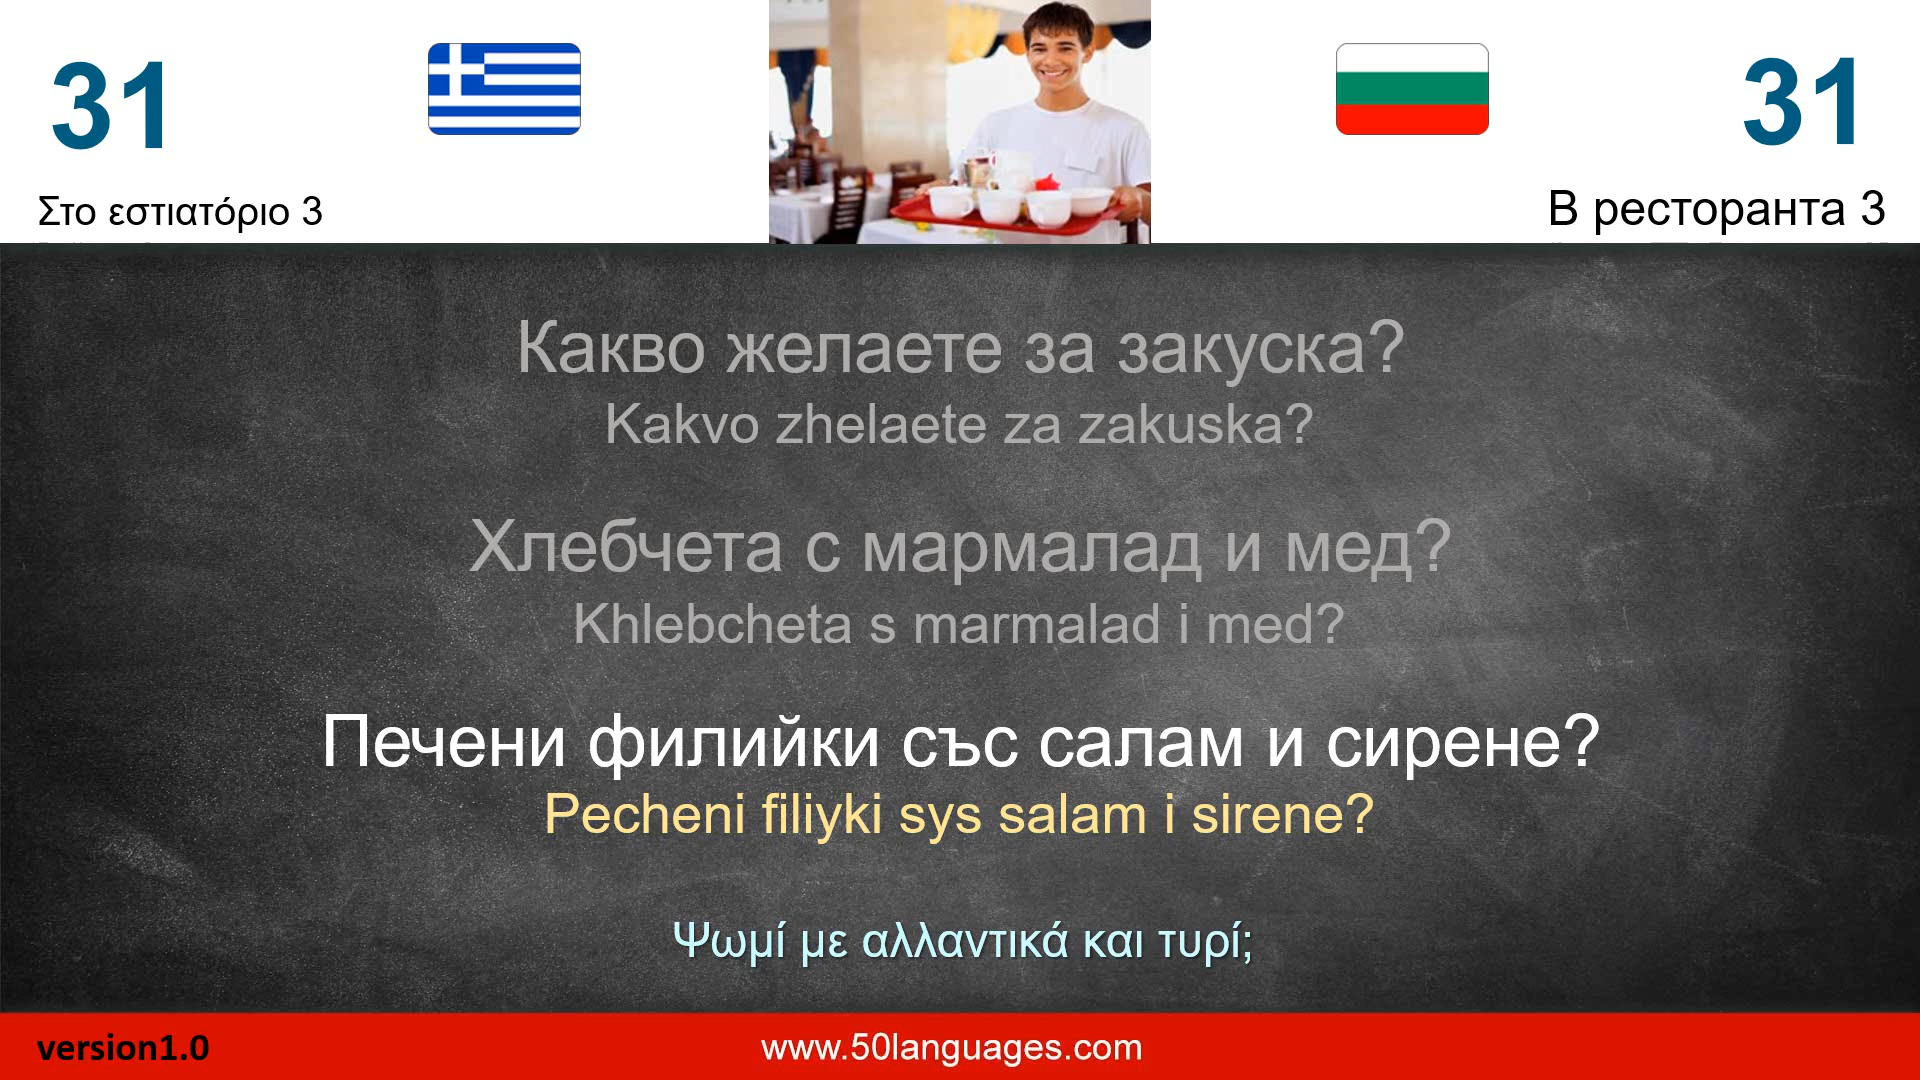 31
31
Στο εστιατόριο 3
В ресторанта 3
Какво желаете за закуска?
Kakvo zhelaete za zakuska?
Хлебчета с мармалад и мед?
Khlebcheta s marmalad i med?
Печени филийки със салам и сирене?
Pecheni filiyki sys salam i sirene?
Ψωμί με αλλαντικά και τυρί;
version1.0
www.50languages.com